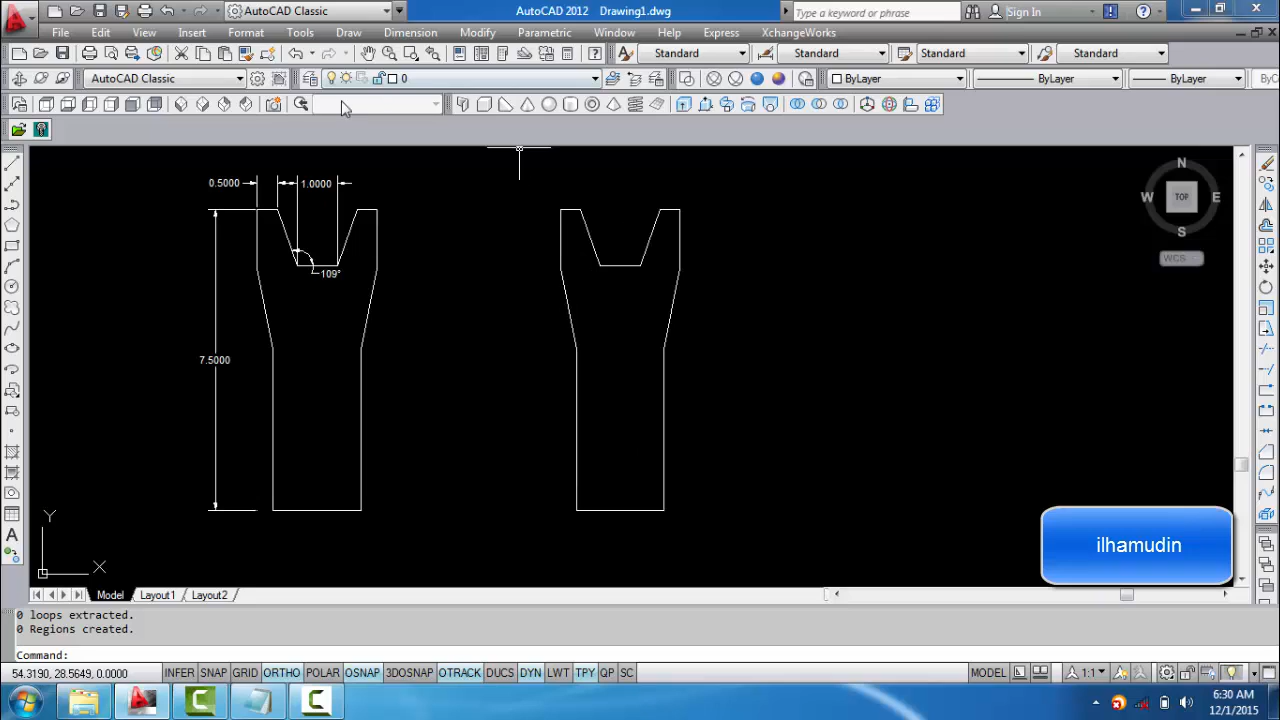 AutoCAD Classic
AutoCAD 2012 Drawing1.dwg
Type a keyword or phrase
Sign In
File Edit View Insert Format Tools Draw Dimension Modify Parametric Window Help Express XchangeWorks
Standard Standard Standard Standard
AutoCAD Classic 0 ByLayer ByLayer ByLayer
0.5000 1.0000
109°
7.5000
N
W TOP E
S
WCS
Y
X
ilhamudin
Model Layout1 Layout2
0 loops extracted.
0 Regions created.
Command:
54.3190, 28.5649, 0.0000 INFER SNAP GRID ORTHO POLAR OSNAP 3DOSNAP OTRACK DUCS DYN LWT TPY QP SC MODEL 1:1
6:30 AM
12/1/2015